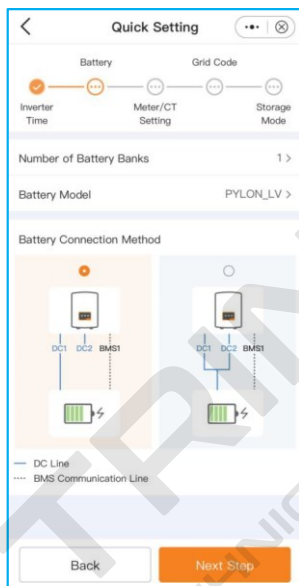 Quick Setting
Battery
Grid Code
Inverter
Time
Meter/CT
Setting
Storage
Mode
Number of Battery Banks
1 >
Battery Model
PYLON_LV >
Battery Connection Method
DC1 DC2 BMS1
DC1 DC2 BMS1
DC Line
BMS Communication Line
Back
Next Step